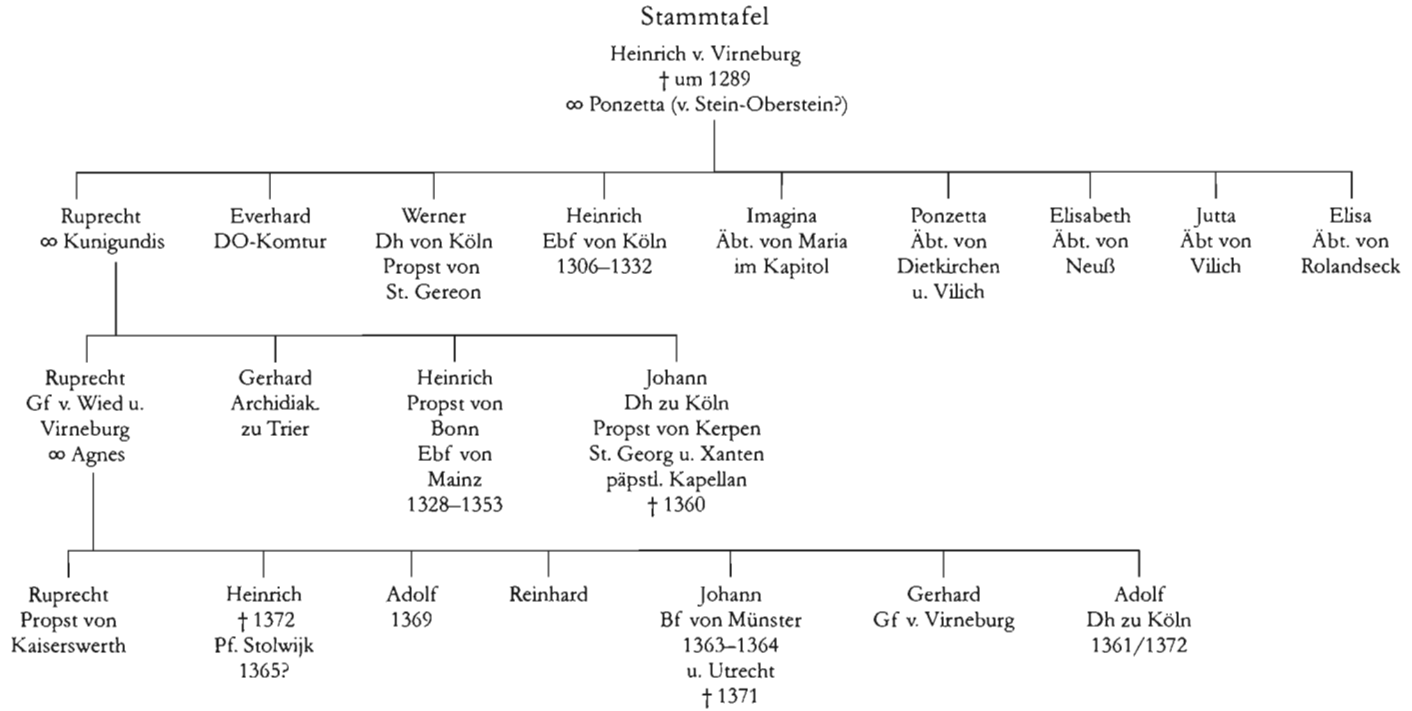 Stammtafel
Heinrich v. Virneburg
† um 1289
∞ Ponzetta (v. Stein-Oberstein?)
Ruprecht
∞ Kunigundis
Everhard
DO-Komtur
Werner
Dh von Köln
Propst von
St. Gereon
Heinrich
Ebf von Köln
1306–1332
Imagina
Äbt. von Maria
im Kapitol
Ponzetta
Äbt. von
Dietkirchen
u. Vilich
Elisabeth
Äbt. von
Neuß
Jutta
Äbt von
Vilich
Elisa
Äbt. von
Rolandseck
Ruprecht
Gf v. Wied u.
Virneburg
∞ Agnes
Gerhard
Archidiak.
zu Trier
Heinrich
Propst von
Bonn
Ebf von
Mainz
1328–1353
Johann
Dh zu Köln
Propst von Kerpen
St. Georg u. Xanten
päpstl. Kapellan
† 1360
Ruprecht
Propst von
Kaiserswerth
Heinrich
† 1372
Pf. Stolwijk
1365?
Adolf
1369
Reinhard
Johann
Bf von Münster
1363–1364
u. Utrecht
† 1371
Gerhard
Gf v. Virneburg
Adolf
Dh zu Köln
1361/1372